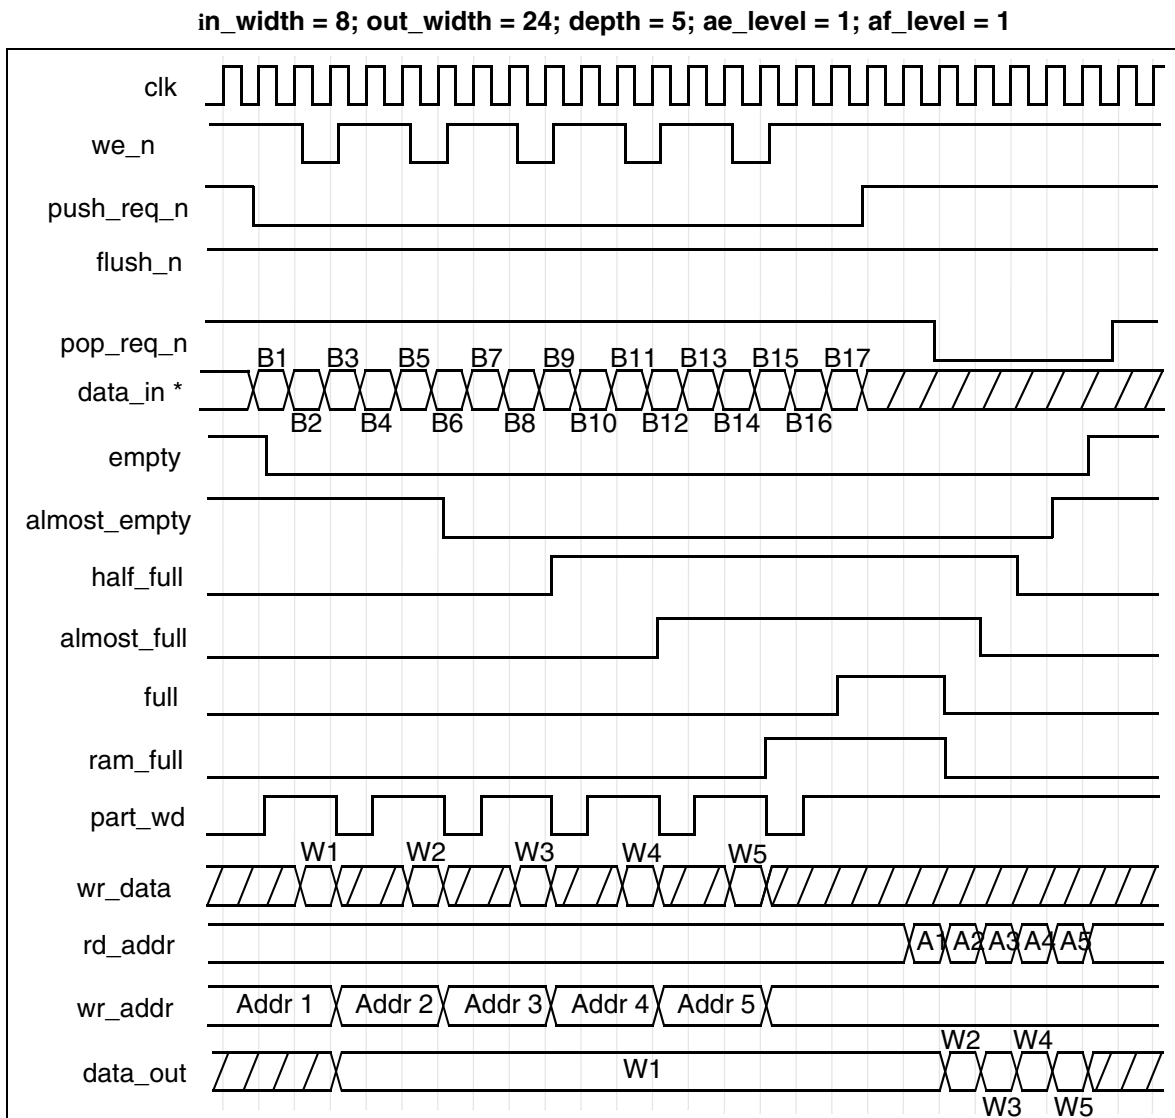 in_width = 8; out_width = 24; depth = 5; ae_level = 1; af_level = 1
clk
we_n
push_req_n
flush_n
pop_req_n
B1 B3 B5 B7 B9 B11 B13 B15 B17
data_in *
B2 B4 B6 B8 B10 B12 B14 B16
empty
almost_empty
half_full
almost_full
full
ram_full
part_wd
W1 W2 W3 W4 W5
wr_data
rd_addr A1 A2 A3 A4 A5
wr_addr Addr 1 Addr 2 Addr 3 Addr 4 Addr 5
W2 W4
data_out W1
W3 W5